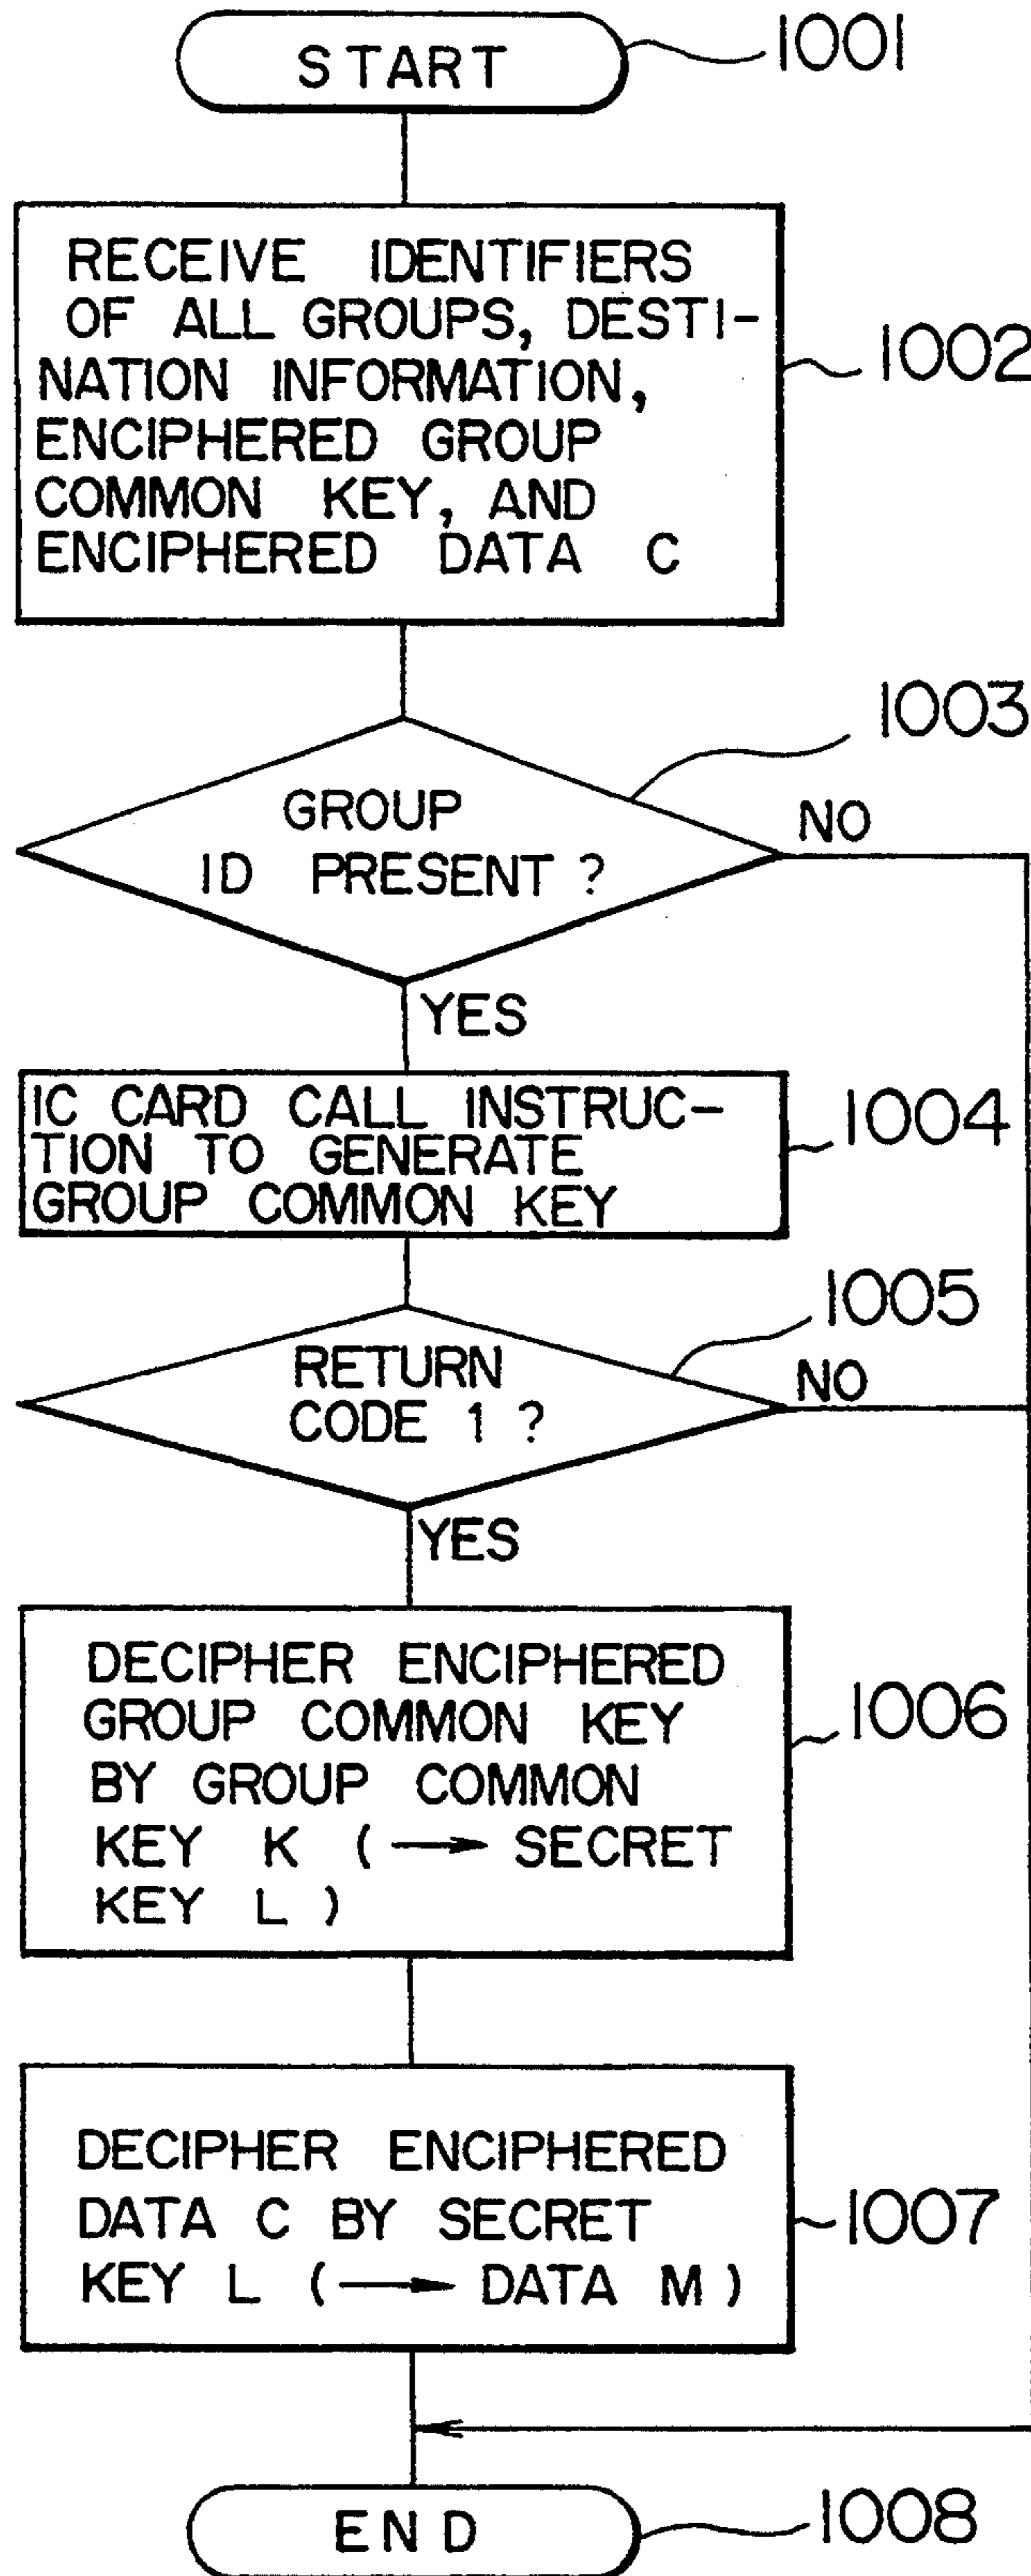 START
1001
RECEIVE IDENTIFIERS
OF ALL GROUPS, DESTI-
NATION INFORMATION,
ENCIPHERED GROUP
COMMON KEY, AND
ENCIPHERED DATA C
1002
1003
GROUP
ID PRESENT ?
NO
YES
IC CARD CALL INSTRUC-
TION TO GENERATE
GROUP COMMON KEY
1004
1005
RETURN
CODE 1 ?
NO
YES
DECIPHER ENCIPHERED
GROUP COMMON KEY
BY GROUP COMMON
KEY K ( → SECRET
KEY L )
1006
DECIPHER ENCIPHERED
DATA C BY SECRET
KEY L ( → DATA M )
1007
END
1008